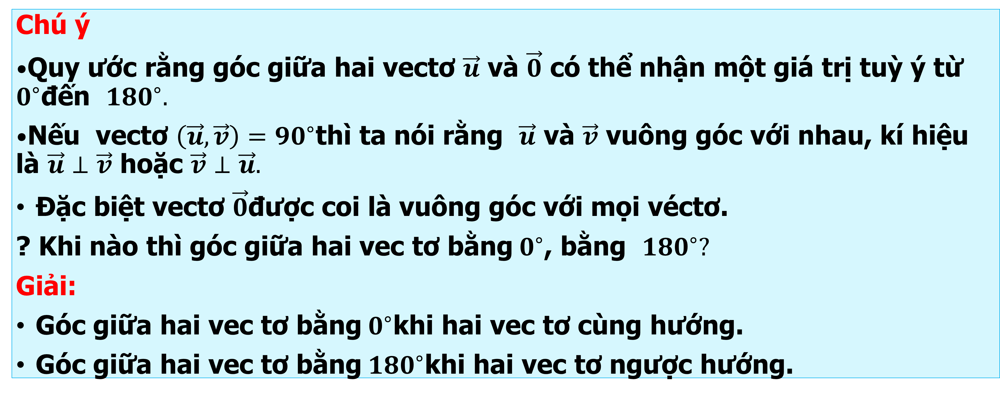 Chú ý
•Quy ước rằng góc giữa hai vectơ $\vec{u}$ và $\vec{0}$ có thể nhận một giá trị tuỳ ý từ
0°đến 180°.
•Nếu vectơ ($\vec{u}$, $\vec{v}$) = 90°thì ta nói rằng $\vec{u}$ và $\vec{v}$ vuông góc với nhau, kí hiệu
là $\vec{u}$ ⊥ $\vec{v}$ hoặc $\vec{v}$ ⊥ $\vec{u}$.
• Đặc biệt vectơ $\vec{0}$được coi là vuông góc với mọi véctơ.
? Khi nào thì góc giữa hai vec tơ bằng 0°, bằng 180°?
Giải:
• Góc giữa hai vec tơ bằng 0°khi hai vec tơ cùng hướng.
• Góc giữa hai vec tơ bằng 180°khi hai vec tơ ngược hướng.